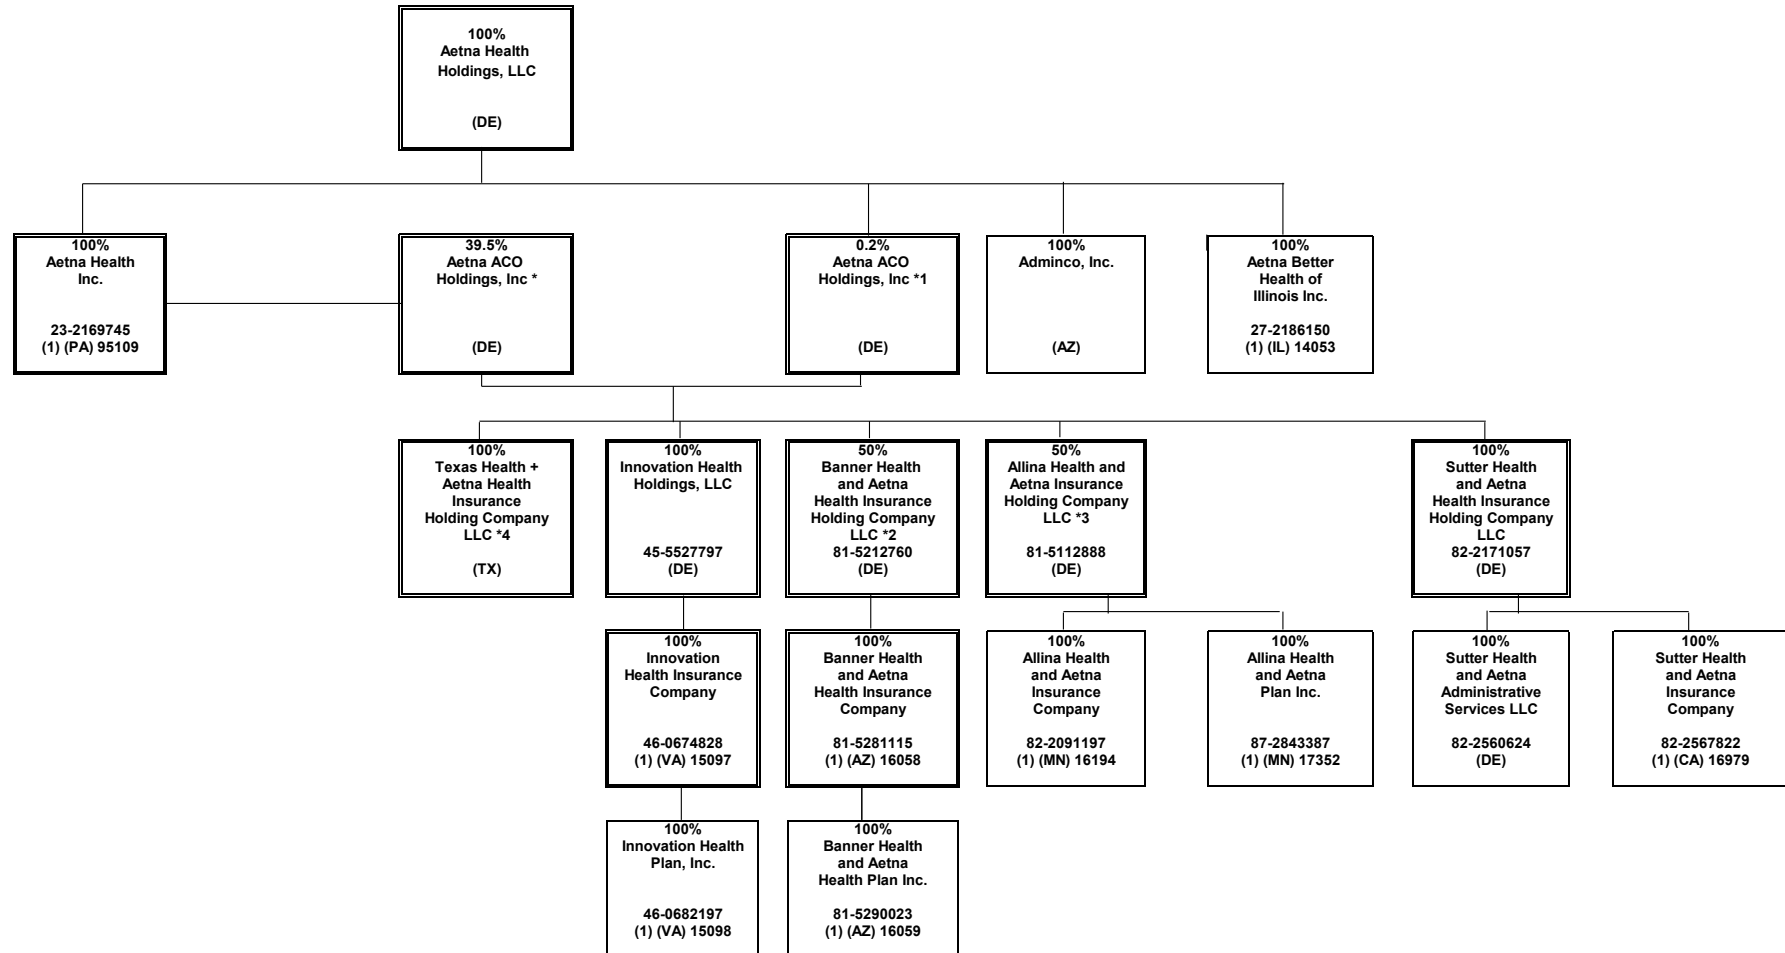 100%
Aetna Health
Holdings, LLC
(DE)
100%
Aetna Health
Inc.
23-2169745
(1) (PA) 95109
39.5%
Aetna ACO
Holdings, Inc *
(DE)
0.2%
Aetna ACO
Holdings, Inc *1
(DE)
100%
Adminco, Inc.
(AZ)
100%
Aetna Better
Health of
Illinois Inc.
27-2186150
(1) (IL) 14053
100%
Texas Health +
Aetna Health
Insurance
Holding Company
LLC *4
(TX)
100%
Innovation Health
Holdings, LLC
45-5527797
(DE)
50%
Banner Health
and Aetna
Health Insurance
Holding Company
LLC *2
81-5212760
(DE)
50%
Allina Health and
Aetna Insurance
Holding Company
LLC *3
81-5112888
(DE)
100%
Sutter Health
and Aetna
Health Insurance
Holding Company
LLC
82-2171057
(DE)
100%
Innovation
Health Insurance
Company
46-0674828
(1) (VA) 15097
100%
Banner Health
and Aetna
Health Insurance
Company
81-5281115
(1) (AZ) 16058
100%
Allina Health
and Aetna
Insurance
Company
82-2091197
(1) (MN) 16194
100%
Allina Health
and Aetna
Plan Inc.
87-2843387
(1) (MN) 17352
100%
Sutter Health
and Aetna
Administrative
Services LLC
82-2560624
(DE)
100%
Sutter Health
and Aetna
Insurance
Company
82-2567822
(1) (CA) 16979
100%
Innovation Health
Plan, Inc.
46-0682197
(1) (VA) 15098
100%
Banner Health
and Aetna
Health Plan Inc.
81-5290023
(1) (AZ) 16059